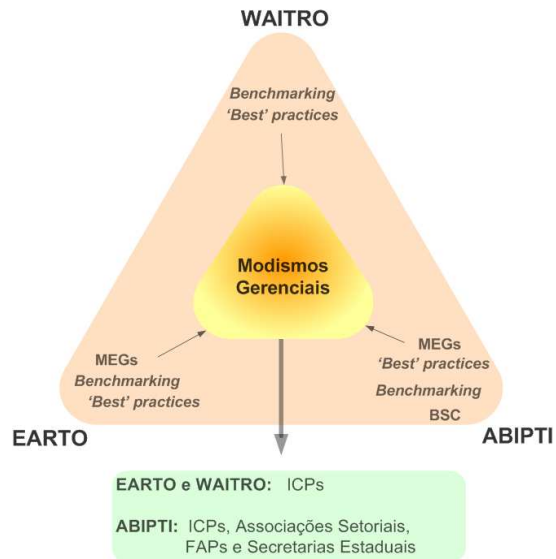 WAITRO
Benchmarking
‘Best’ practices
Modismos
Gerenciais
MEGs
Benchmarking
‘Best’ practices
MEGs
‘Best’ practices
Benchmarking
BSC
EARTO
ABIPTI
EARTO e WAITRO: ICPs
ABIPTI: ICPs, Associações Setoriais,
FAPs e Secretarias Estaduais